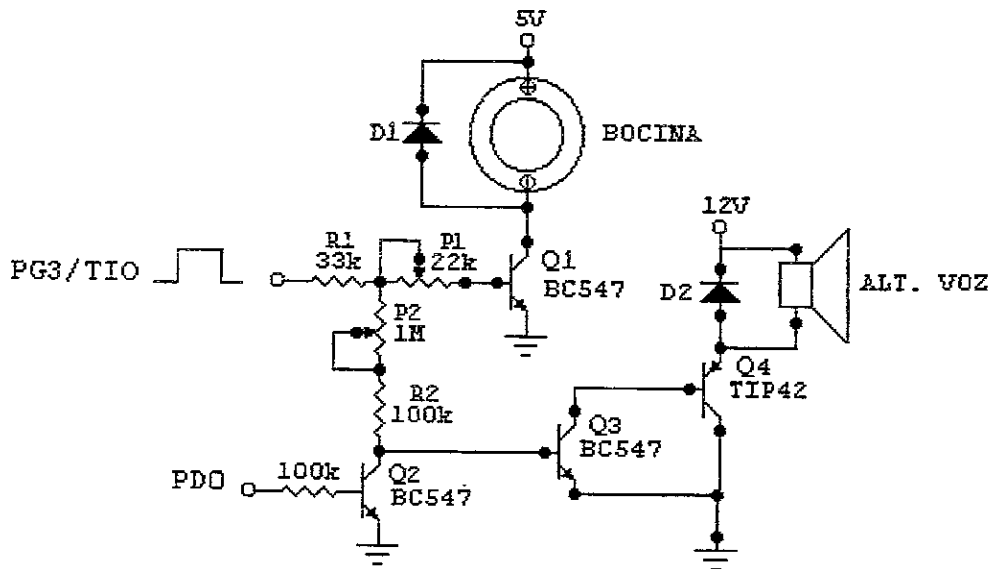 5V
D1
BOCINA
12V
R1
33k
P1
22k
Q1
BC547
PG3/TIO
D2
ALT. VOZ
P2
1M
Q4
TIP42
R2
100k
Q3
BC547
PD0
100k
Q2
BC547